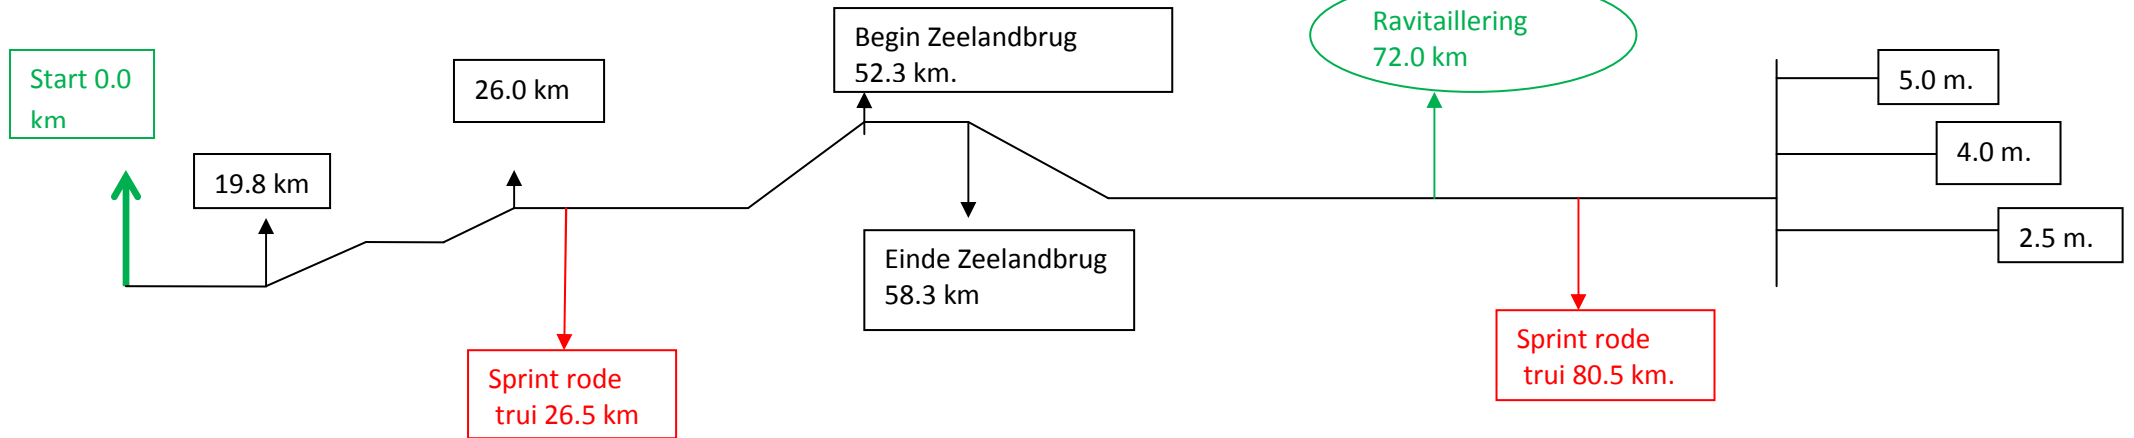 Start 0.0
km
19.8 km
26.0 km
Sprint rode
trui 26.5 km
Begin Zeelandbrug
52.3 km.
Einde Zeelandbrug
58.3 km
Ravitaillering
72.0 km
Sprint rode
trui 80.5 km.
5.0 m.
4.0 m.
2.5 m.